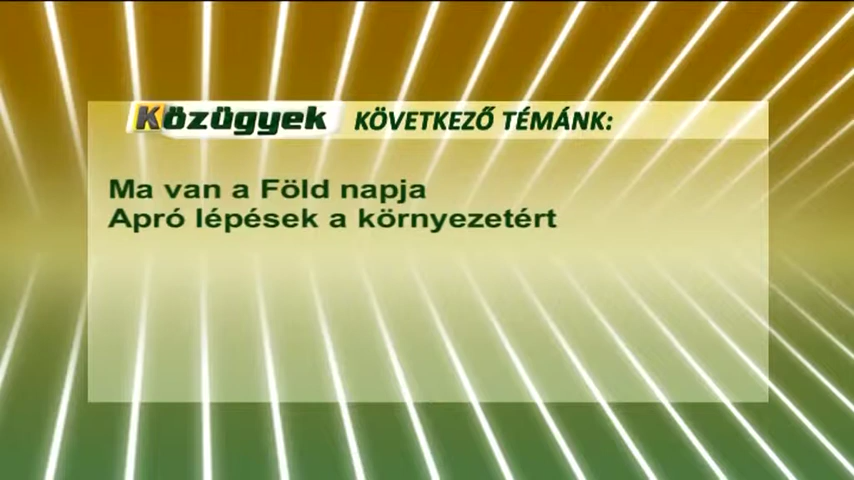 Közügyek KÖVETKEZŐ TÉMÁNK:
Ma van a Föld napja
Apró lépések a környezetért